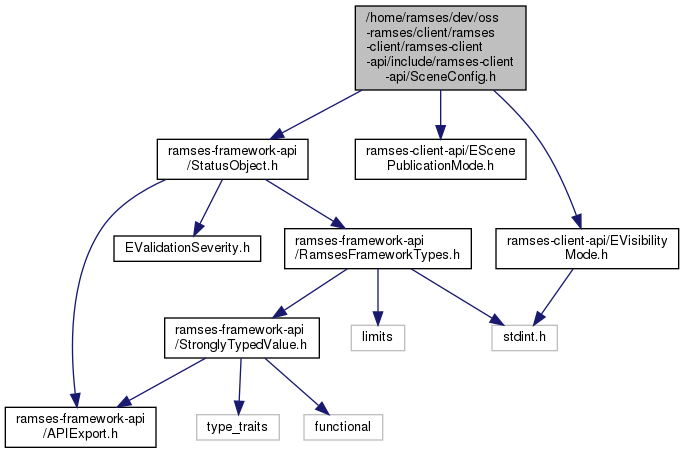 /home/ramses/dev/oss
-ramses/client/ramses
-client/ramses-client
-api/include/ramses-client
-api/SceneConfig.h
ramses-framework-api
/StatusObject.h
ramses-client-api/EScene
PublicationMode.h
EValidationSeverity.h
ramses-framework-api
/RamsesFrameworkTypes.h
ramses-client-api/EVisibility
Mode.h
ramses-framework-api
/StronglyTypedValue.h
limits
stdint.h
ramses-framework-api
/APIExport.h
type_traits
functional